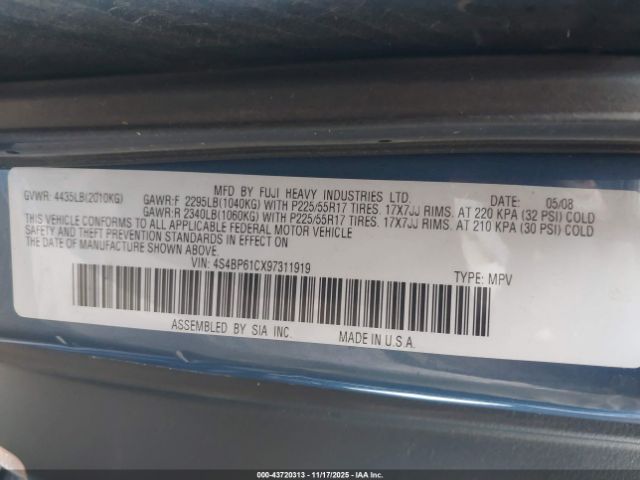 MFD BY FUJI HEAVY INDUSTRIES LTD. DATE: 05/08
GVWR: 4435LB(2010KG) GAWR:F 2295LB(1040KG) WITH P225/55R17 TIRES. 17X7JJ RIMS. AT 220 KPA (32 PSI) COLD
GAWR:R 2340LB(1060KG) WITH P225/55R17 TIRES. 17X7JJ RIMS. AT 210 KPA (30 PSI) COLD
THIS VEHICLE CONFORMS TO ALL APPLICABLE FEDERAL MOTOR VEHICLE
SAFETY AND THEFT PREVENTION STANDARDS IN EFFECT ON THE
DATE OF MANUFACTURE SHOWN ABOVE.
VIN: 4S4BP61CX97311919 TYPE: MPV
ASSEMBLED BY SIA INC. MADE IN U.S.A.
000-43720313 - 11/17/2025 - IAAI.COM